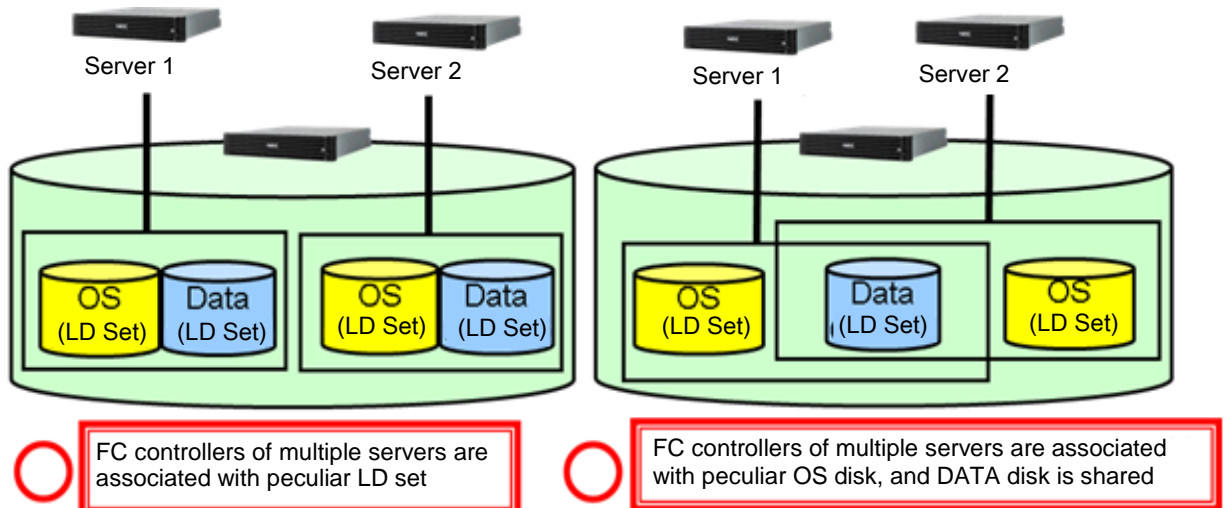 Server 1
Server 2
OS
(LD Set)
Data
(LD Set)
OS
(LD Set)
Data
(LD Set)
FC controllers of multiple servers are
associated with peculiar LD set
Server 1
Server 2
OS
(LD Set)
Data
(LD Set)
OS
(LD Set)
FC controllers of multiple servers are associated
with peculiar OS disk, and DATA disk is shared